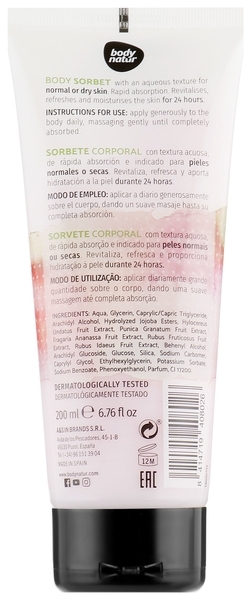 body
natur
BODY SORBET with an aqueous texture for
normal or dry skin. Rapid absorption. Revitalises,
refreshes and moisturises the skin for 24 hours.
INSTRUCTIONS FOR USE: apply generously to the
body daily, massaging gently until completely
absorbed.
SORBETE CORPORAL con textura acuosa,
de rápida absorción e indicado para pieles
normales o secas. Revitaliza, refresca y aporta
hidratación a la piel durante 24 horas.
MODO DE EMPLEO: aplicar a diario generosamente
sobre el cuerpo, dando un suave masaje hasta su
completa absorción.
SORVETE CORPORAL com textura aquosa,
de rápida absorção e indicado para peles normais
ou secas. Revitaliza, refresca e proporciona
hidratação à pele durante 24 horas.
MODO DE UTILIZAÇÃO: aplicar diariamente grande
quantidade sobre o corpo, dando uma suave
massagem até completa absorção.
INGREDIENTS: Aqua, Glycerin, Caprylic/Capric Triglyceride,
Arachidyl Alcohol, Hydrolyzed Jojoba Esters, Hylocereus
Undatus Fruit Extract, Punica Granatum Fruit Extract,
Fragaria Ananassa Fruit Extract, Rubus Fruticosus Fruit
Extract, Rubus Idaeus Fruit Extract, Behenyl Alcohol,
Arachidyl Glucoside, Glucose, Silica, Sodium Carbomer,
Caprylyl Glycol, Ethylhexylglycerin, Potassium Sorbate,
Sodium Benzoate, Phenoxyethanol, Parfum, CI 17200.
DERMATOLOGICALLY TESTED
DERMATOLÓGICAMENTE TESTADO
200 ml e 6.76 fl oz
12 M
EAC
MADE IN SPAIN
www.bodynatur.com